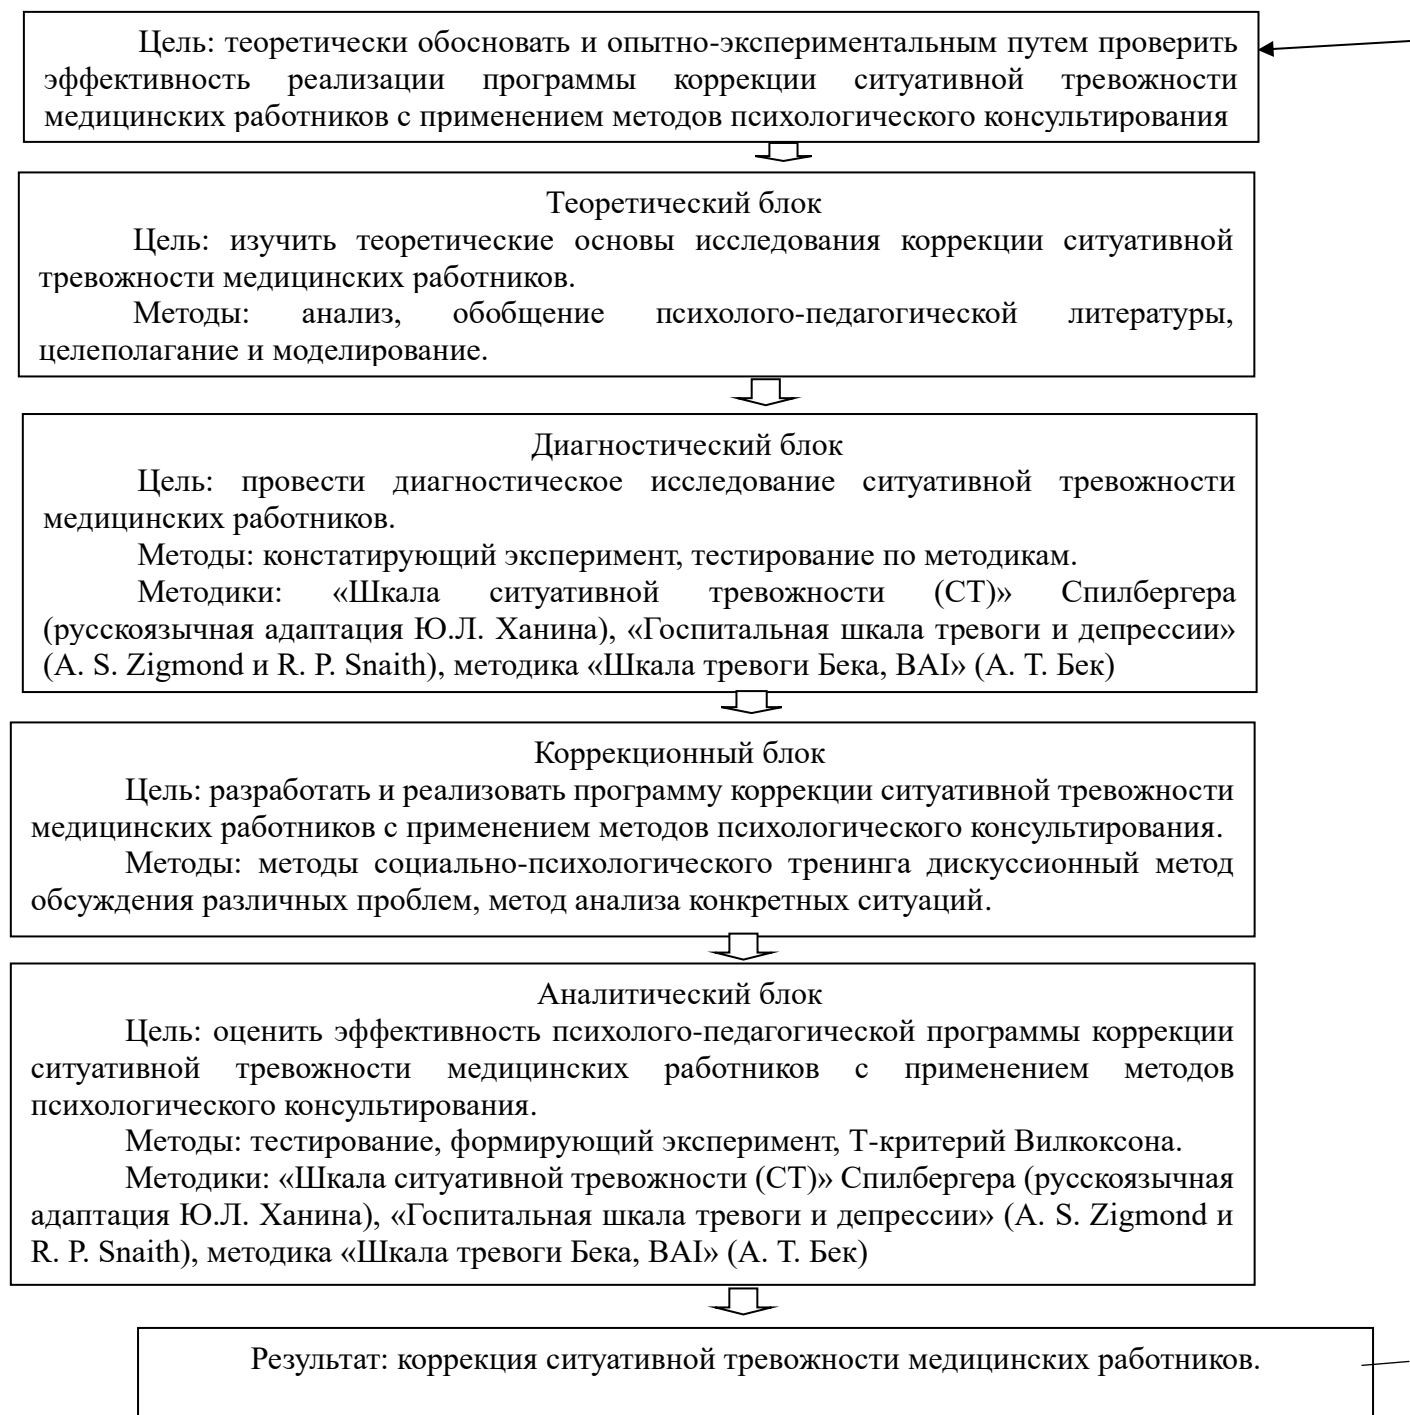 Цель: теоретически обосновать и опытно-экспериментальным путем проверить
эффективность реализации программы коррекции ситуативной тревожности
медицинских работников с применением методов психологического консультирования
Теоретический блок
Цель: изучить теоретические основы исследования коррекции ситуативной
тревожности медицинских работников.
Методы: анализ, обобщение психолого-педагогической литературы,
целеполагание и моделирование.
Диагностический блок
Цель: провести диагностическое исследование ситуативной тревожности
медицинских работников.
Методы: констатирующий эксперимент, тестирование по методикам.
Методики: «Шкала ситуативной тревожности (СТ)» Спилбергера
(русскоязычная адаптация Ю.Л. Ханина), «Госпитальная шкала тревоги и депрессии»
(A. S. Zigmond и R. P. Snaith), методика «Шкала тревоги Бека, BAI» (А. Т. Бек)
Коррекционный блок
Цель: разработать и реализовать программу коррекции ситуативной тревожности
медицинских работников с применением методов психологического консультирования.
Методы: методы социально-психологического тренинга дискуссионный метод
обсуждения различных проблем, метод анализа конкретных ситуаций.
Аналитический блок
Цель: оценить эффективность психолого-педагогической программы коррекции
ситуативной тревожности медицинских работников с применением методов
психологического консультирования.
Методы: тестирование, формирующий эксперимент, Т-критерий Вилкоксона.
Методики: «Шкала ситуативной тревожности (СТ)» Спилбергера (русскоязычная
адаптация Ю.Л. Ханина), «Госпитальная шкала тревоги и депрессии» (A. S. Zigmond и
R. P. Snaith), методика «Шкала тревоги Бека, BAI» (А. Т. Бек)
Результат: коррекция ситуативной тревожности медицинских работников.